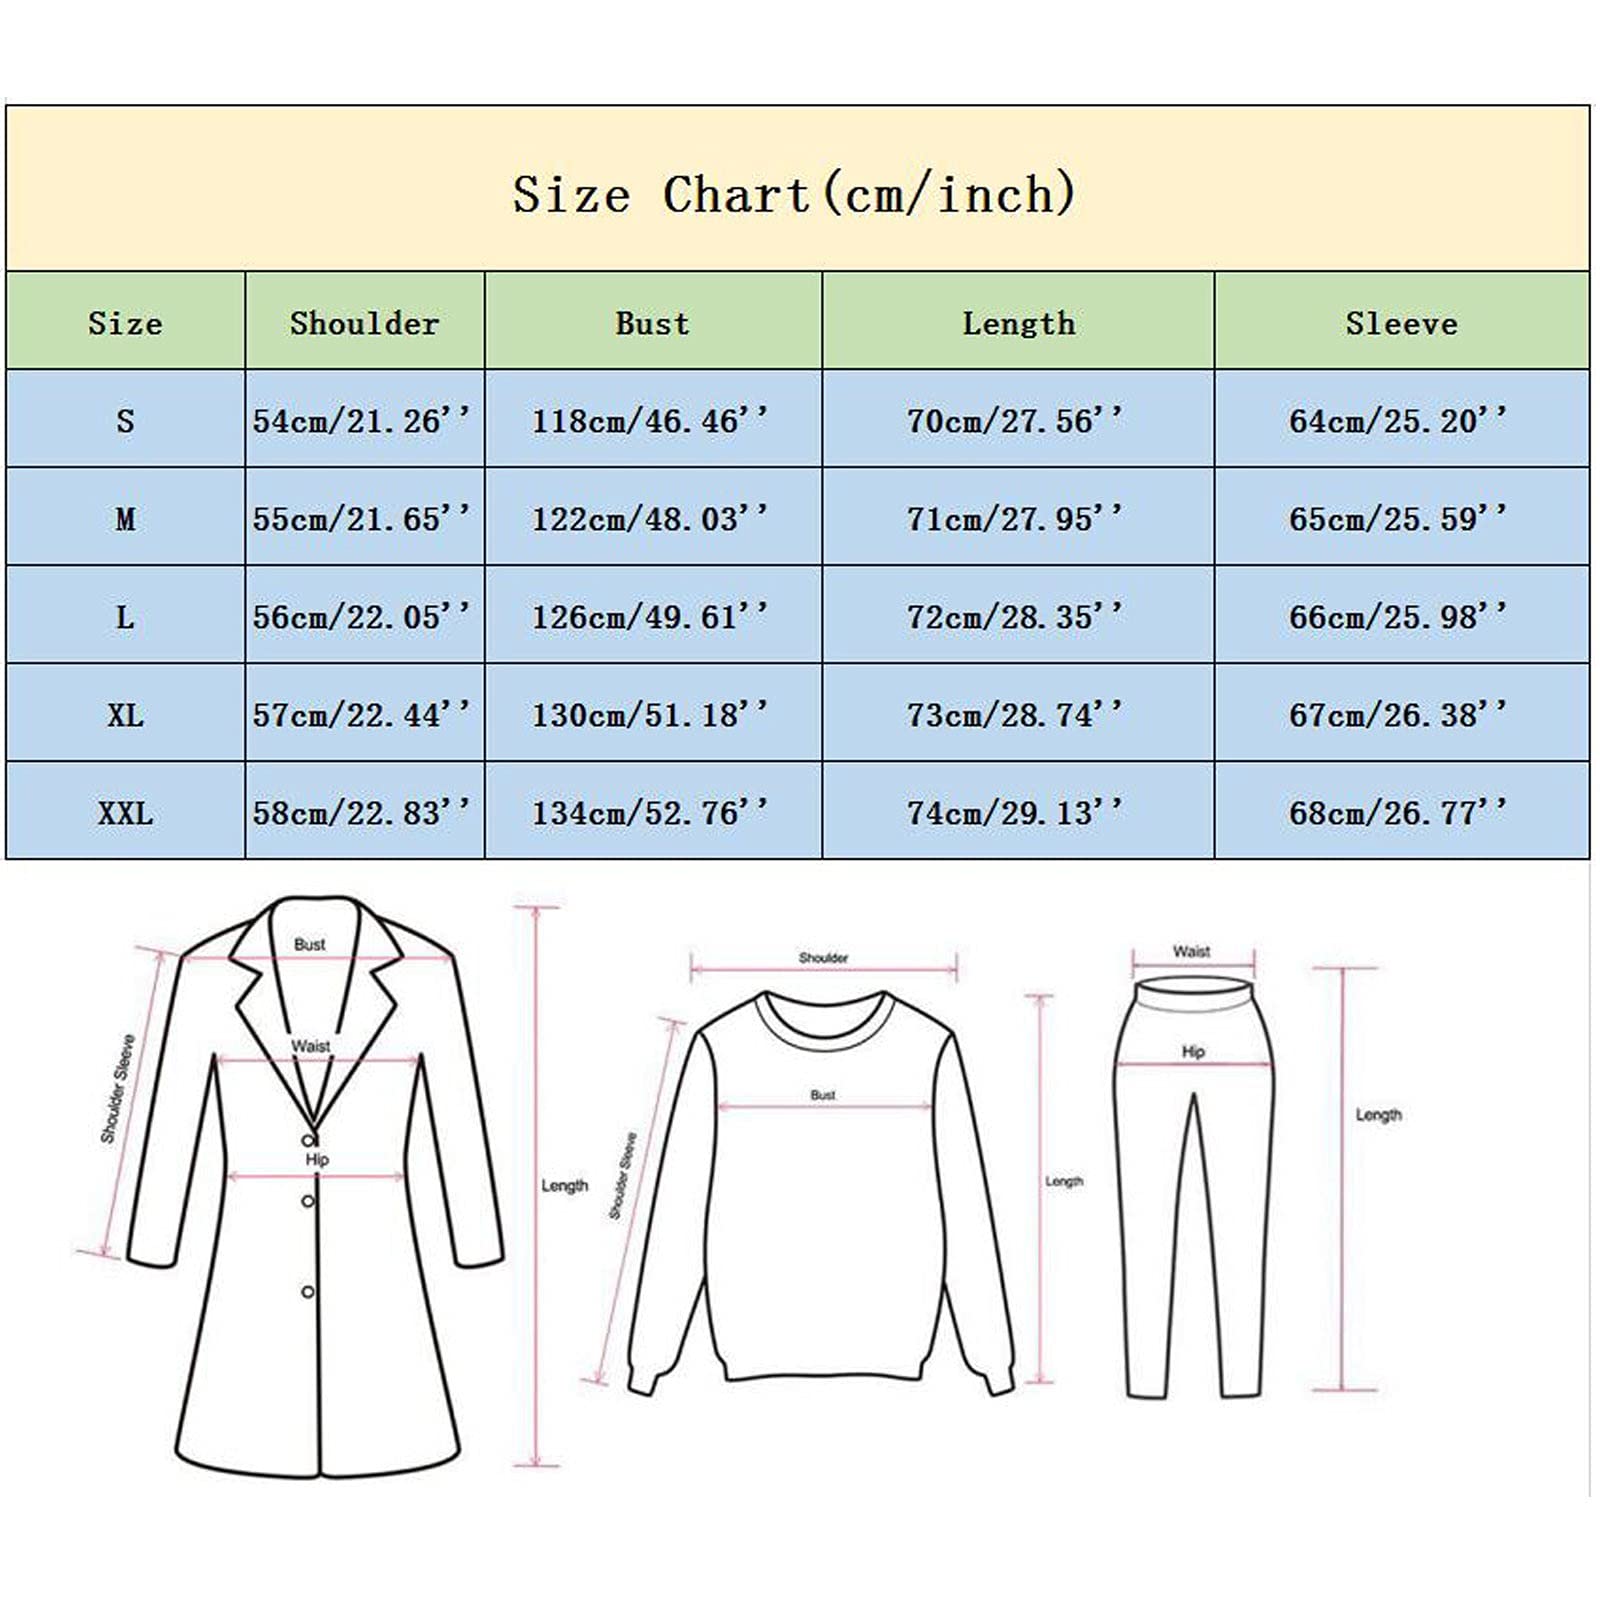 Size Chart(cm/inch)
Size Shoulder Bust Length Sleeve
S 54cm/21.26'' 118cm/46.46'' 70cm/27.56'' 64cm/25.20''
M 55cm/21.65'' 122cm/48.03'' 71cm/27.95'' 65cm/25.59''
L 56cm/22.05'' 126cm/49.61'' 72cm/28.35'' 66cm/25.98''
XL 57cm/22.44'' 130cm/51.18'' 73cm/28.74'' 67cm/26.38''
XXL 58cm/22.83'' 134cm/52.76'' 74cm/29.13'' 68cm/26.77''
Bust
Waist
Hip
Shoulder Sleeve
Length
Shoulder
Bust
Shoulder Sleeve
Length
Waist
Hip
Length